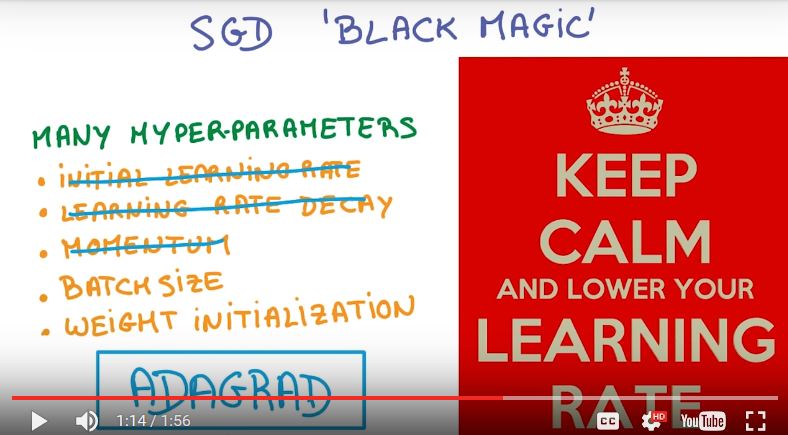 SGD 'BLACK MAGIC'
MANY HYPER-PARAMETERS
• INITIAL LEARNING RATE
• LEARNING RATE DECAY
• MOMENTUM
• BATCH SIZE
• WEIGHT INITIALIZATION
ADAGRAD
KEEP
CALM
AND LOWER YOUR
LEARNING
RATE
1:14 / 1:56
CC
HD
YouTube